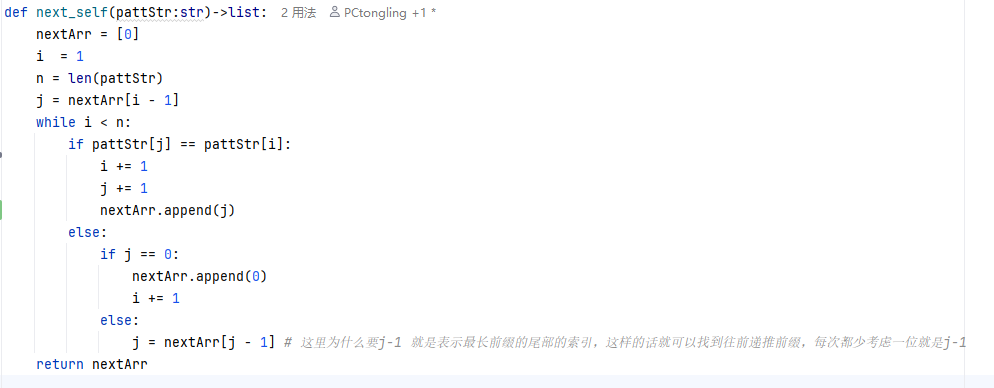 def next_self(pattStr:str)->list: 2 用法 PCtongling +1 *
    nextArr = [0]
    i  = 1
    n = len(pattStr)
    j = nextArr[i - 1]
    while i < n:
        if pattStr[j] == pattStr[i]:
            i += 1
            j += 1
            nextArr.append(j)
        else:
            if j == 0:
                nextArr.append(0)
                i += 1
            else:
                j = nextArr[j - 1] # 这里为什么要j-1 就是表示最长前缀的尾部的索引，这样的话就可以找到往前递推前缀，每次都少考虑一位就是j-1
    return nextArr